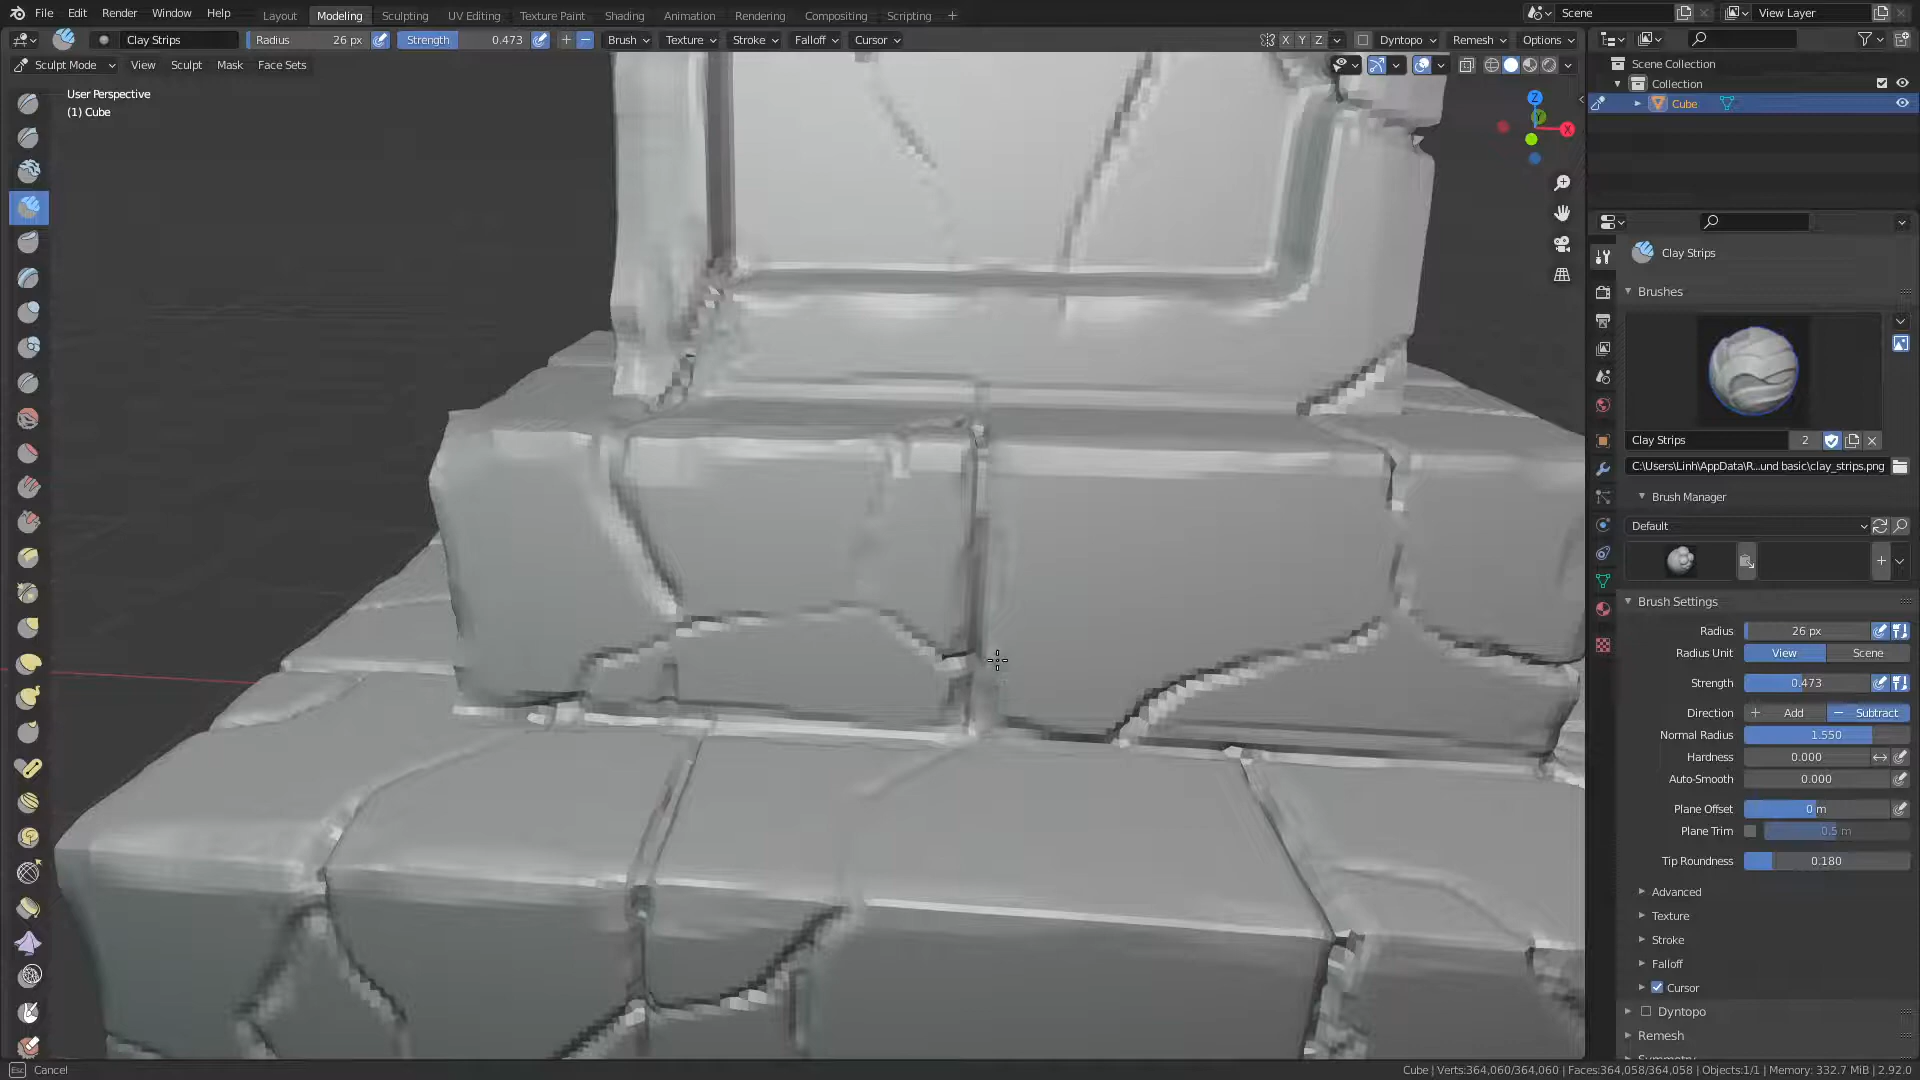 File Edit Render Window Help Layout Modeling Sculpting UV Editing Texture Paint Shading Animation Rendering Compositing Scripting + Scene View Layer
Clay Strips Radius 26 px Strength 0.473 Brush Texture Stroke Falloff Cursor X Y Z Dyntopo Remesh Options
Sculpt Mode View Sculpt Mask Face Sets
Scene Collection
Collection
Cube
User Perspective
(1) Cube
Z
X
Clay Strips
Brushes
Clay Strips 2
C:\Users\Linh\AppData\R...und basic\clay_strips.png
Brush Manager
Default
Brush Settings
Radius 26 px
Radius Unit View Scene
Strength 0.473
Direction + Add − Subtract
Normal Radius 1.550
Hardness 0.000
Auto-Smooth 0.000
Plane Offset 0 m
Plane Trim 0.5 m
Tip Roundness 0.180
Advanced
Texture
Stroke
Falloff
Cursor
Dyntopo
Remesh
Esc Cancel
Cube | Verts:364,060/364,060 | Faces:364,058/364,058 | Objects:1/1 | Memory: 332.7 MiB | 2.92.0